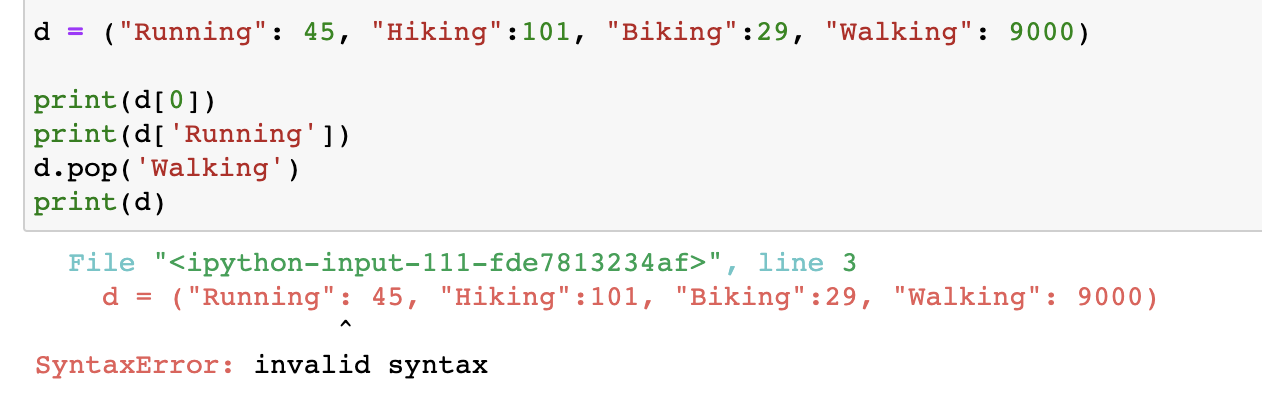 d = ("Running": 45, "Hiking":101, "Biking":29, "Walking": 9000)
print(d[0])
print(d['Running'])
d.pop('Walking')
print(d)
File "<ipython-input-111-fde7813234af>", line 3
d = ("Running": 45, "Hiking":101, "Biking":29, "Walking": 9000)
^
SyntaxError: invalid syntax